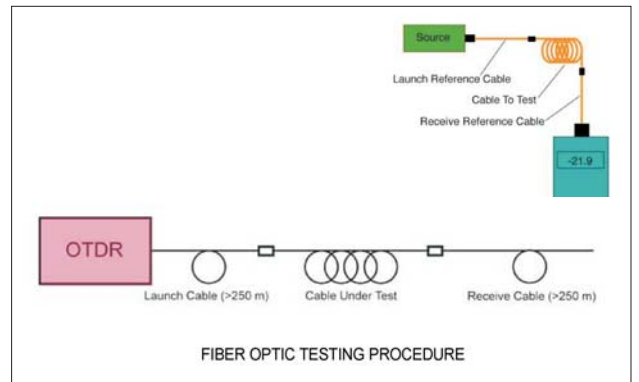 Source
Launch Reference Cable
Cable To Test
Receive Reference Cable
-21.9
OTDR
Launch Cable (>250 m)
Cable Under Test
Receive Cable (>250 m)
FIBER OPTIC TESTING PROCEDURE